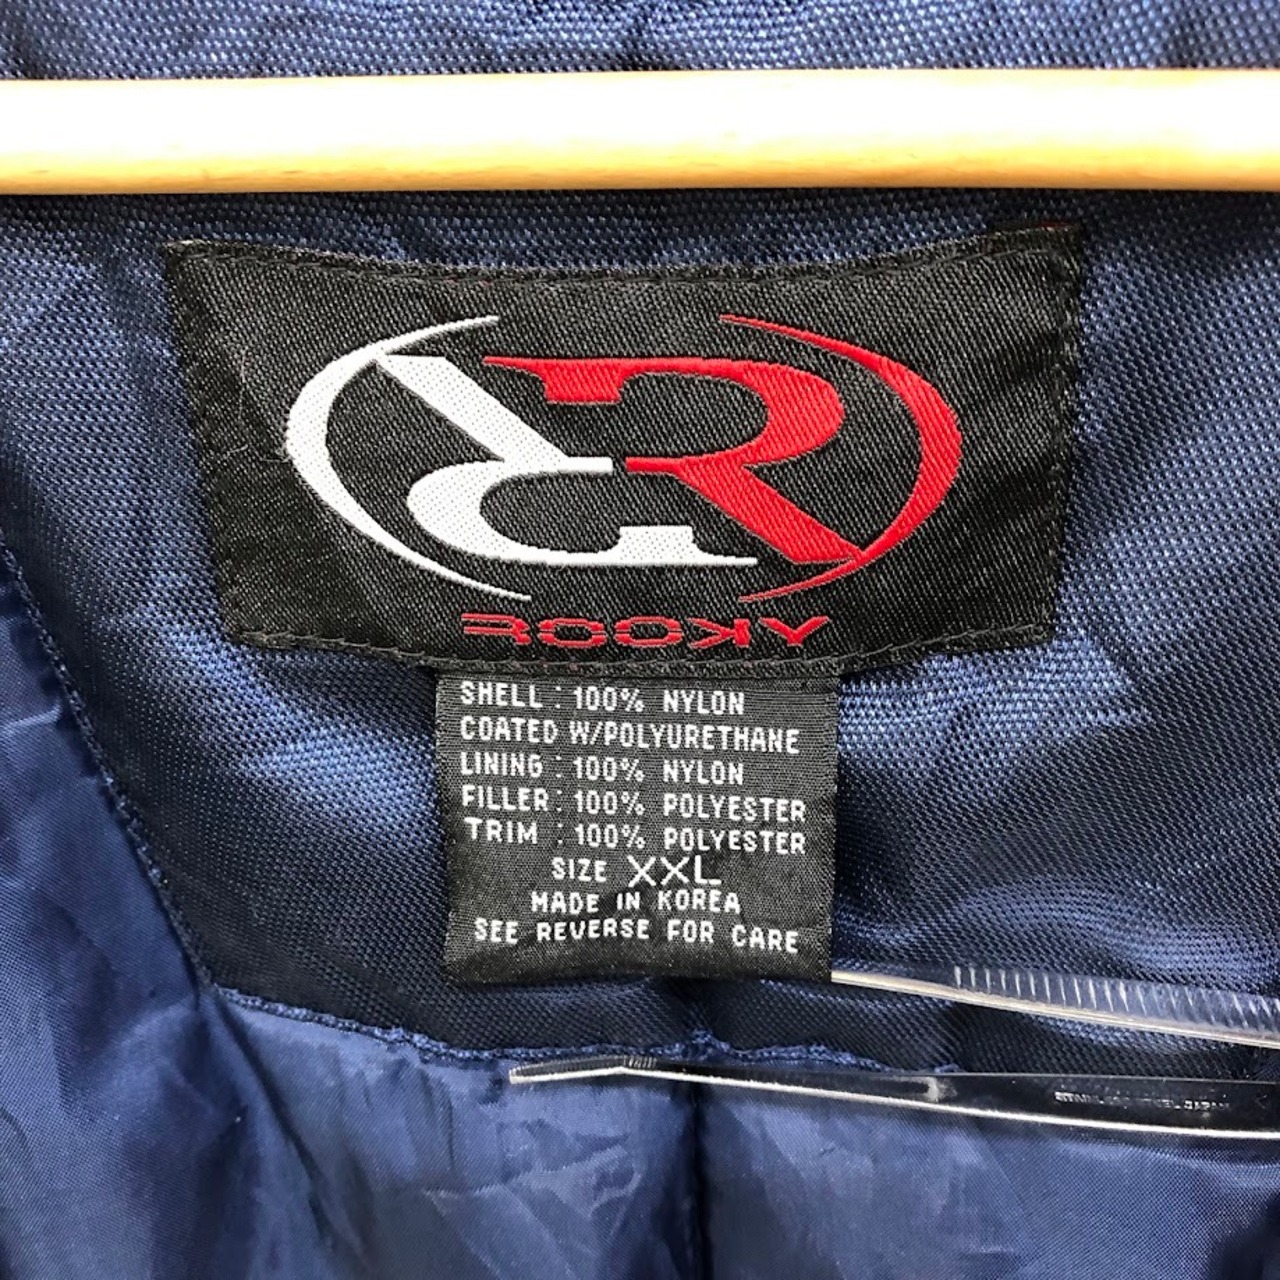 ROOKY
SHELL : 100% NYLON
COATED W/POLYURETHANE
LINING : 100% NYLON
FILLER : 100% POLYESTER
TRIM : 100% POLYESTER
SIZE XXL
MADE IN KOREA
SEE REVERSE FOR CARE
JAPAN